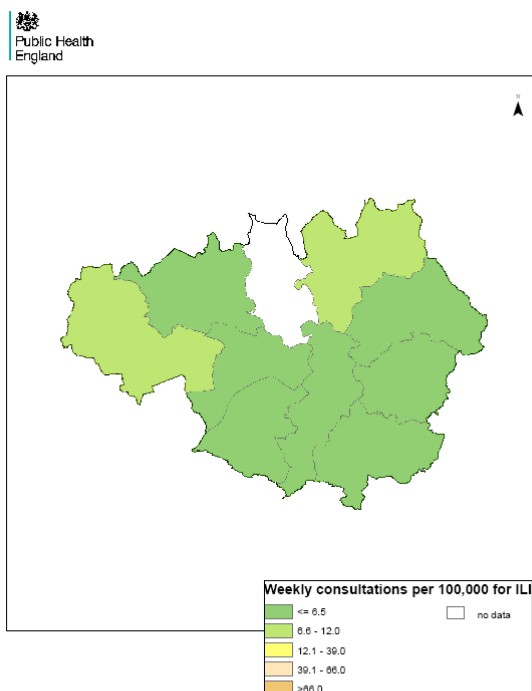 Public Health
England
N
Weekly consultations per 100,000 for ILI
<= 6.5
no data
6.6 - 12.0
12.1 - 39.0
39.1 - 66.0
>66.0